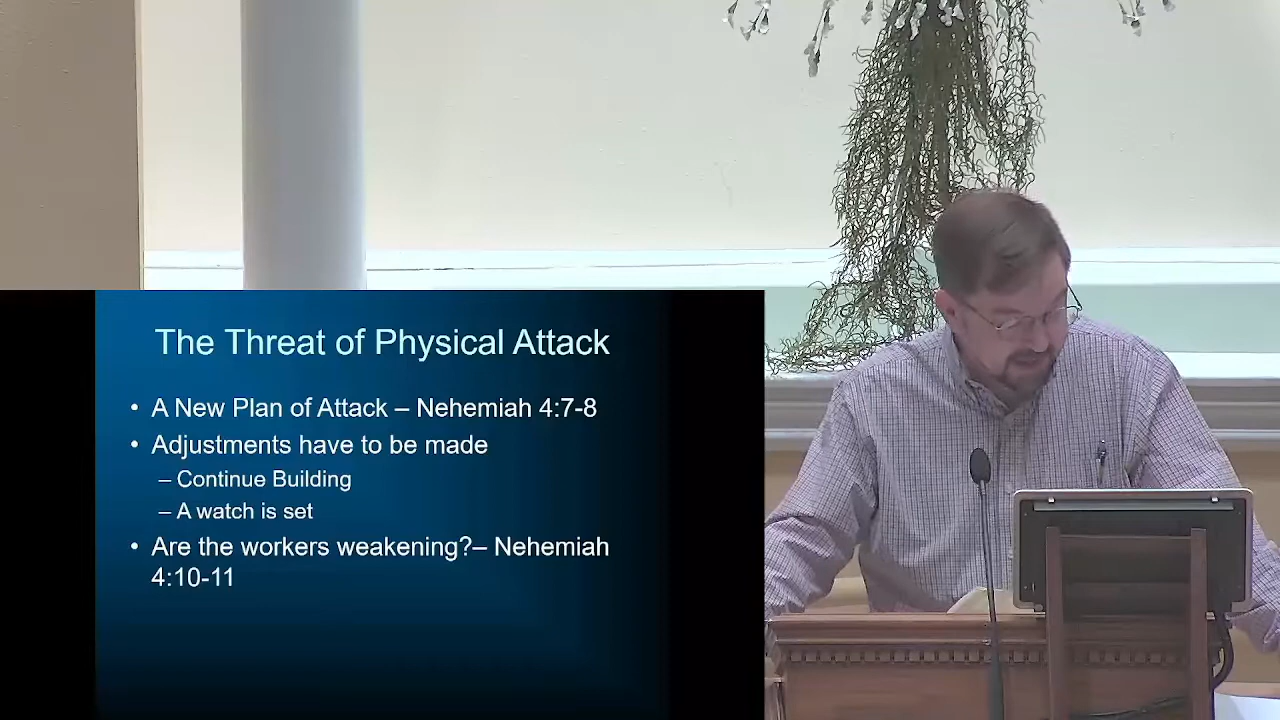 The Threat of Physical Attack
• A New Plan of Attack – Nehemiah 4:7-8
• Adjustments have to be made
– Continue Building
– A watch is set
• Are the workers weakening?– Nehemiah
4:10-11